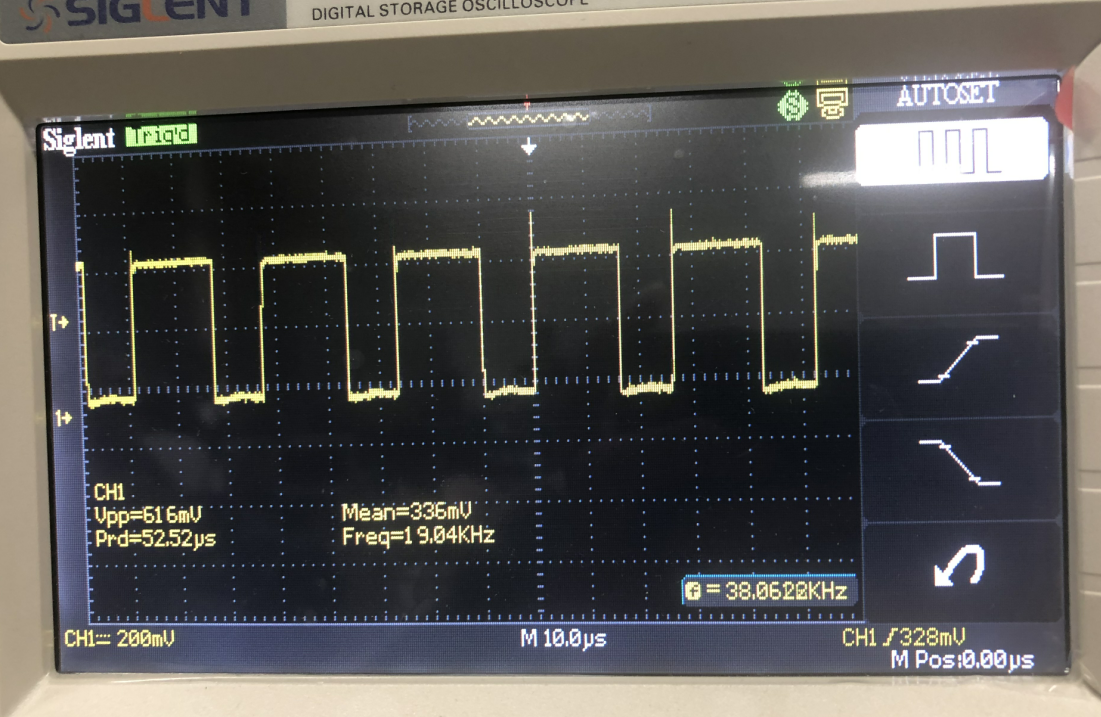 SIGLENT
DIGITAL STORAGE OSCILLOSCOPE
AUTOSET
Siglent Trig'd
T
1
CH1
Vpp=616mV Mean=336mV
Prd=52.52µs Freq=19.04KHz
f = 38.0622KHz
CH1 200mV M 10.0µs CH1 328mV
M Pos:0.00µs